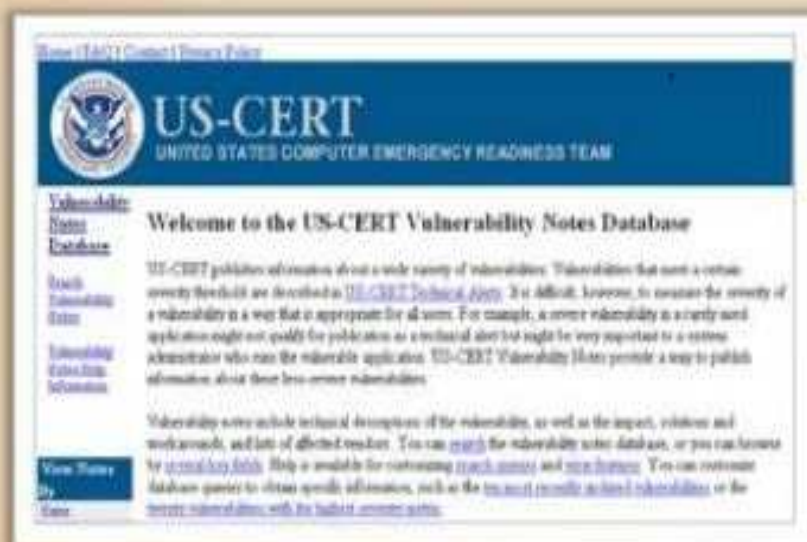 Home | FAQ | Contact | Privacy Policy
US-CERT
UNITED STATES COMPUTER EMERGENCY READINESS TEAM
Vulnerability
Notes
Database
Search
Vulnerability
Notes
Vulnerability
Notes Help
Information
View Notes
By
Name
Welcome to the US-CERT Vulnerability Notes Database
US-CERT publishes information about a wide variety of vulnerabilities. Vulnerabilities that meet a certain
severity threshold are described in US-CERT Technical Alerts. It is difficult, however, to measure the severity of
a vulnerability in a way that is appropriate for all users. For example, a severe vulnerability in a rarely used
application might not qualify for publication as a technical alert but might be very important to a system
administrator who runs the vulnerable application. US-CERT Vulnerability Notes provide a way to publish
information about these less severe vulnerabilities.
Vulnerability notes include technical descriptions of the vulnerability, as well as the impact, solutions and
workarounds, and lists of affected vendors. You can search the vulnerability notes database, or you can browse
by several key fields. Help is available for customizing search queries and view features. You can customize
database queries to obtain specific information, such as the ten most recently updated vulnerabilities or the
twenty vulnerabilities with the highest severity metric.